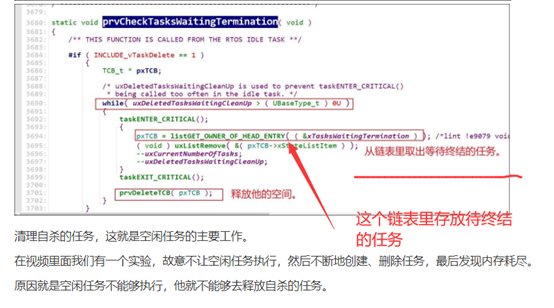 3679:
3680: static void prvCheckTasksWaitingTermination( void )
3681: {
3682: /** THIS FUNCTION IS CALLED FROM THE RTOS IDLE TASK **/
3683:
3684: #if ( INCLUDE_vTaskDelete == 1 )
3685: {
3686: TCB_t * pxTCB;
3687:
3688: /* uxDeletedTasksWaitingCleanUp is used to prevent taskENTER_CRITICAL()
3689: * being called too often in the idle task. */
3690: while( uxDeletedTasksWaitingCleanUp > ( UBaseType_t ) 0U )
3691: {
3692: taskENTER_CRITICAL();
3693: {
3694: pxTCB = listGET_OWNER_OF_HEAD_ENTRY( ( &xTasksWaitingTermination ) ); /*lint !e9079 void
3695: ( void ) uxListRemove( &( pxTCB->xStateListItem ) );
3696: --uxCurrentNumberOfTasks;
3697: --uxDeletedTasksWaitingCleanUp;
3698: }
3699: taskEXIT_CRITICAL();
3700:
3701: prvDeleteTCB( pxTCB );
3702: }
3703: }
从链表里取出等待终结的任务。
释放他的空间。
这个链表里存放待终结
的任务
清理自杀的任务，这就是空闲任务的主要工作。
在视频里面我们有一个实验，故意不让空闲任务执行，然后不断地创建、删除任务，最后发现内存耗尽。
原因就是空闲任务不能够执行，他就不能够去释放自杀的任务。